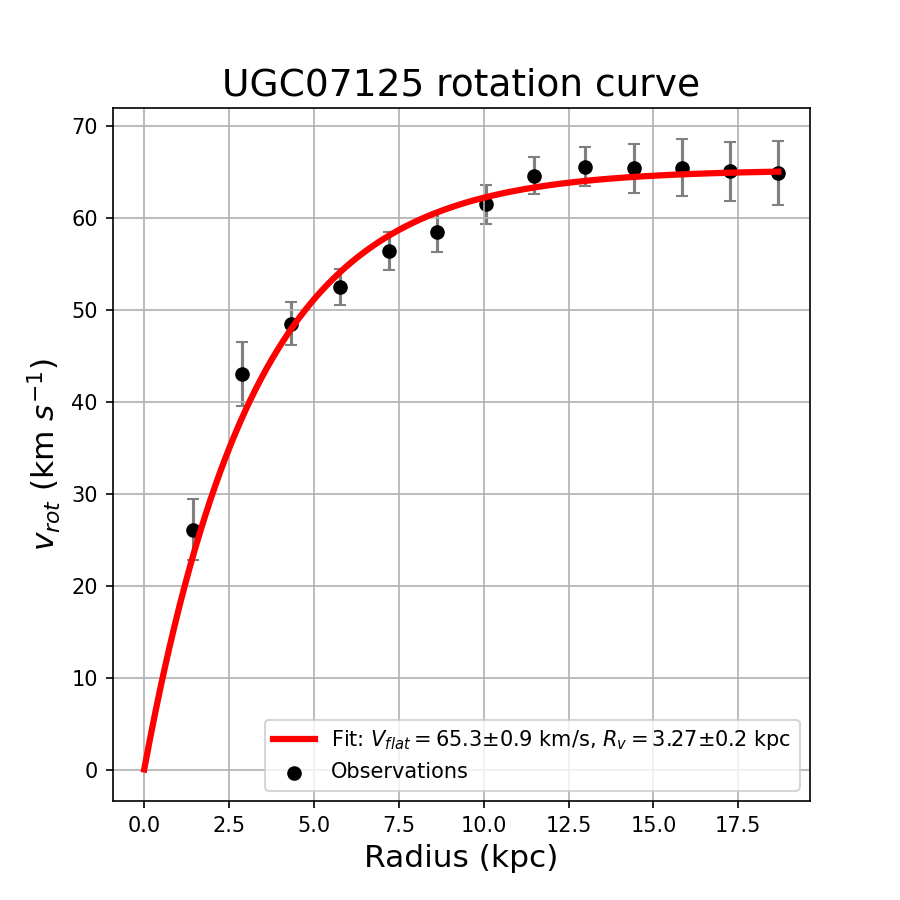 UGC07125 rotation curve
70
60
50
40
30
20
10
0
v_rot (km s⁻¹)
Fit: V_flat = 65.3±0.9 km/s, R_v = 3.27±0.2 kpc
Observations
0.0 2.5 5.0 7.5 10.0 12.5 15.0 17.5
Radius (kpc)